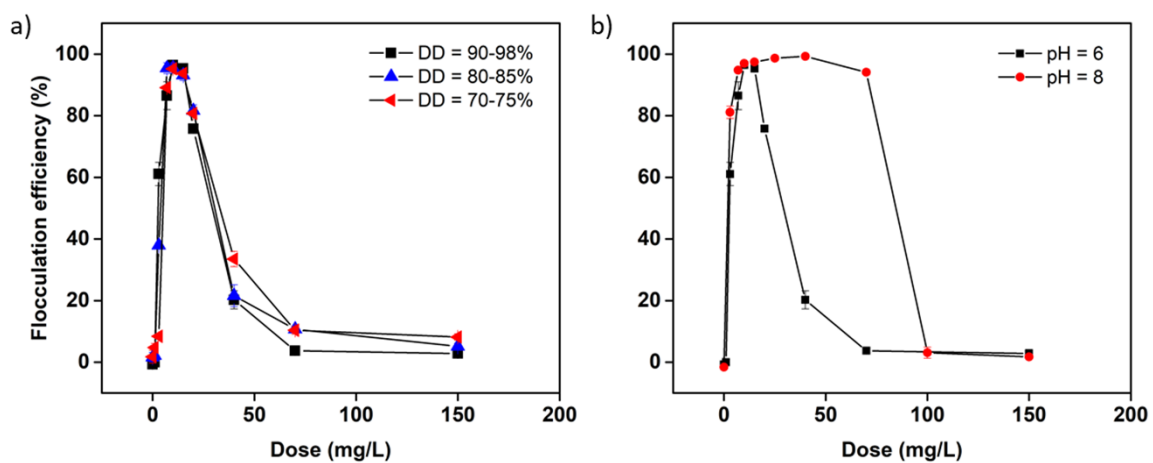 a)
DD = 90-98%
DD = 80-85%
DD = 70-75%
Flocculation efficiency (%)
100
80
60
40
20
0
0 50 100 150 200
Dose (mg/L)
b)
pH = 6
pH = 8
100
80
60
40
20
0
0 50 100 150 200
Dose (mg/L)